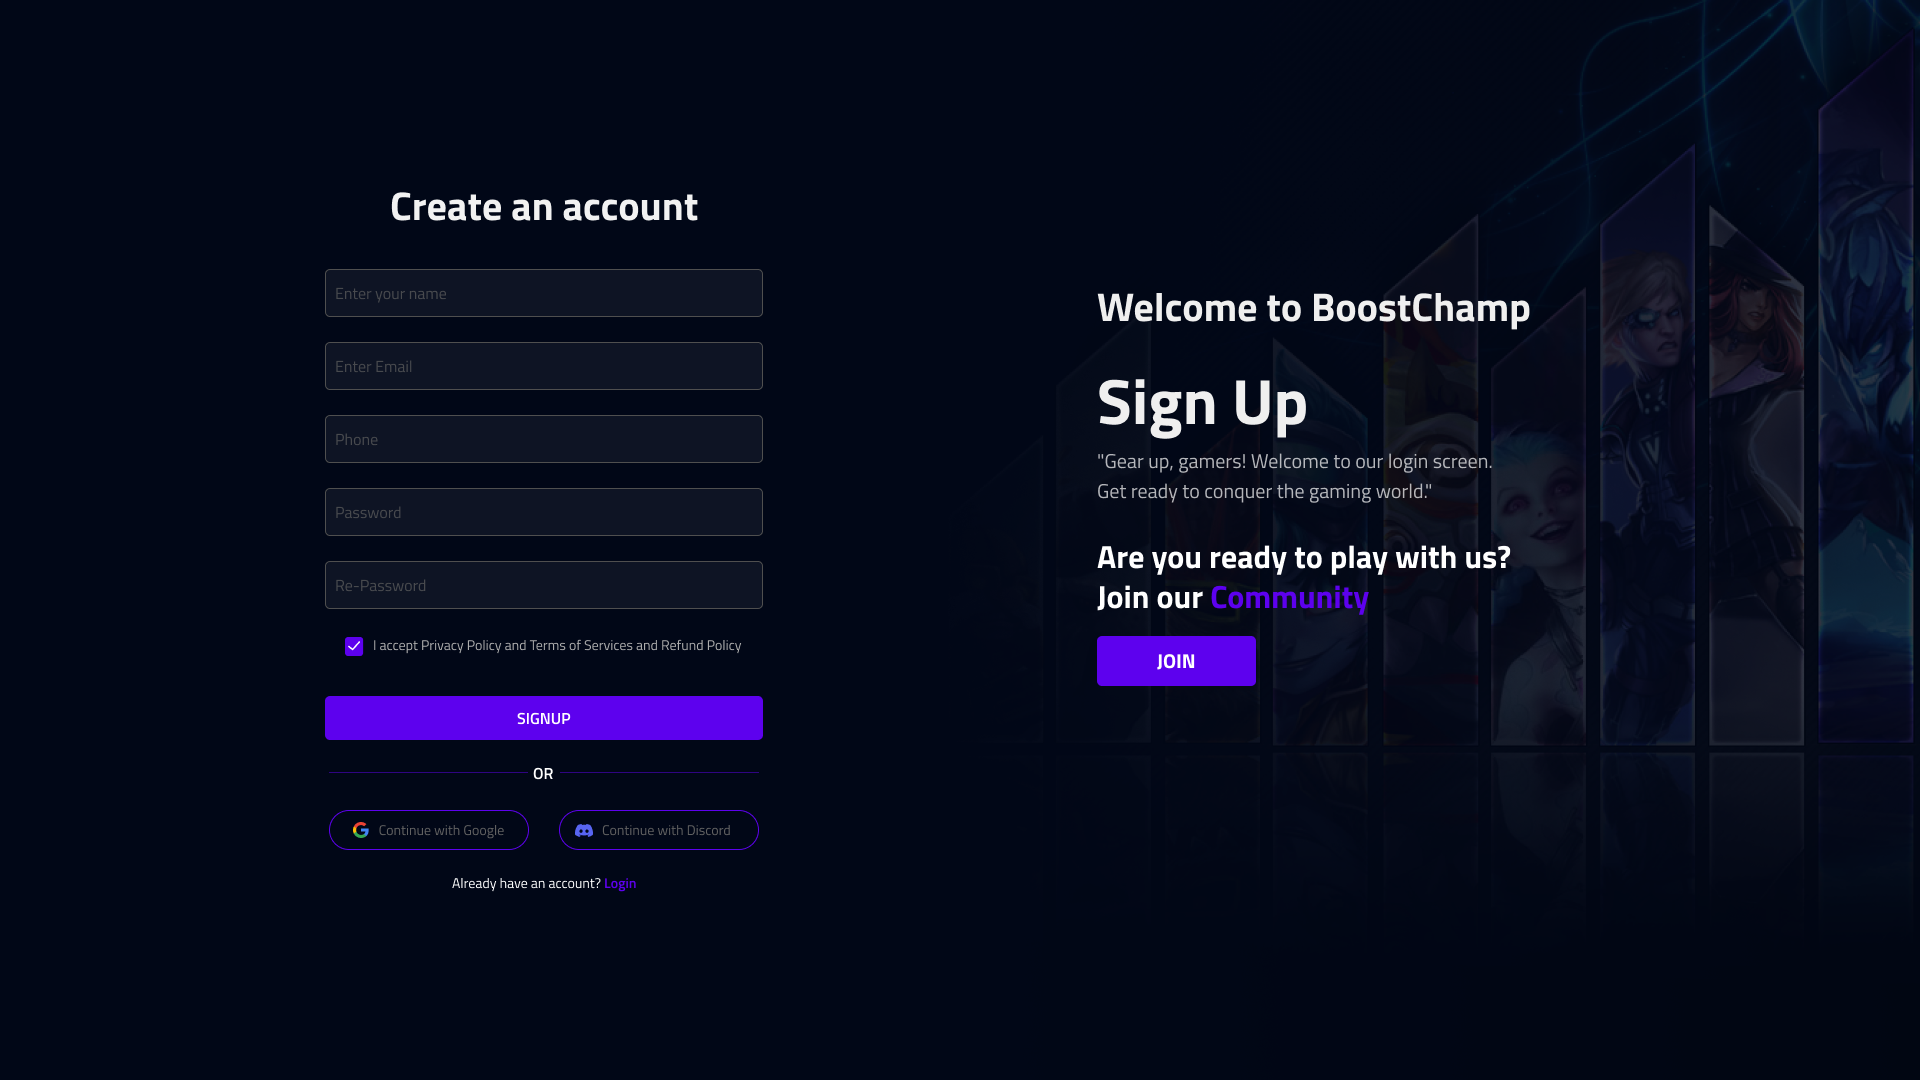 Create an account
Enter your name
Enter Email
Phone
Password
Re-Password
I accept Privacy Policy and Terms of Services and Refund Policy
SIGNUP
OR
Continue with Google
Continue with Discord
Already have an account? Login
Welcome to BoostChamp
Sign Up
"Gear up, gamers! Welcome to our login screen.
Get ready to conquer the gaming world."
Are you ready to play with us?
Join our Community
JOIN